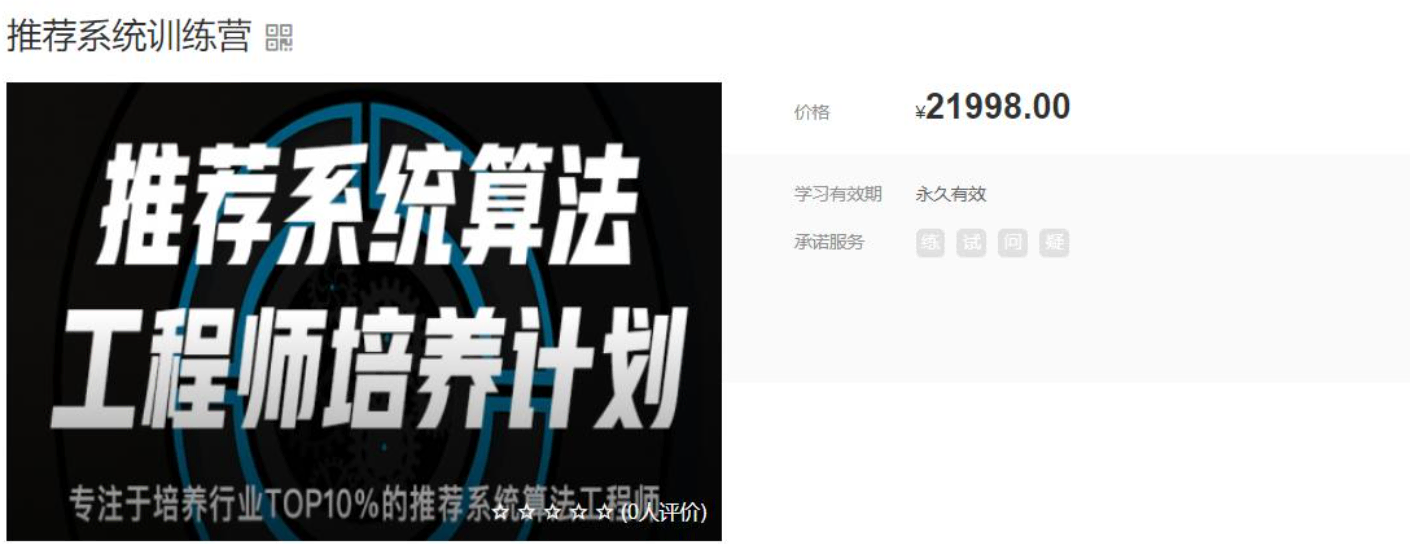 推荐系统训练营
推荐系统算法
工程师培养计划
专注于培养行业TOP10%的推荐系统算法工程师
☆ ☆ ☆ ☆ ☆ (0人评价)
价格 ¥21998.00
学习有效期 永久有效
承诺服务 练 试 问 疑